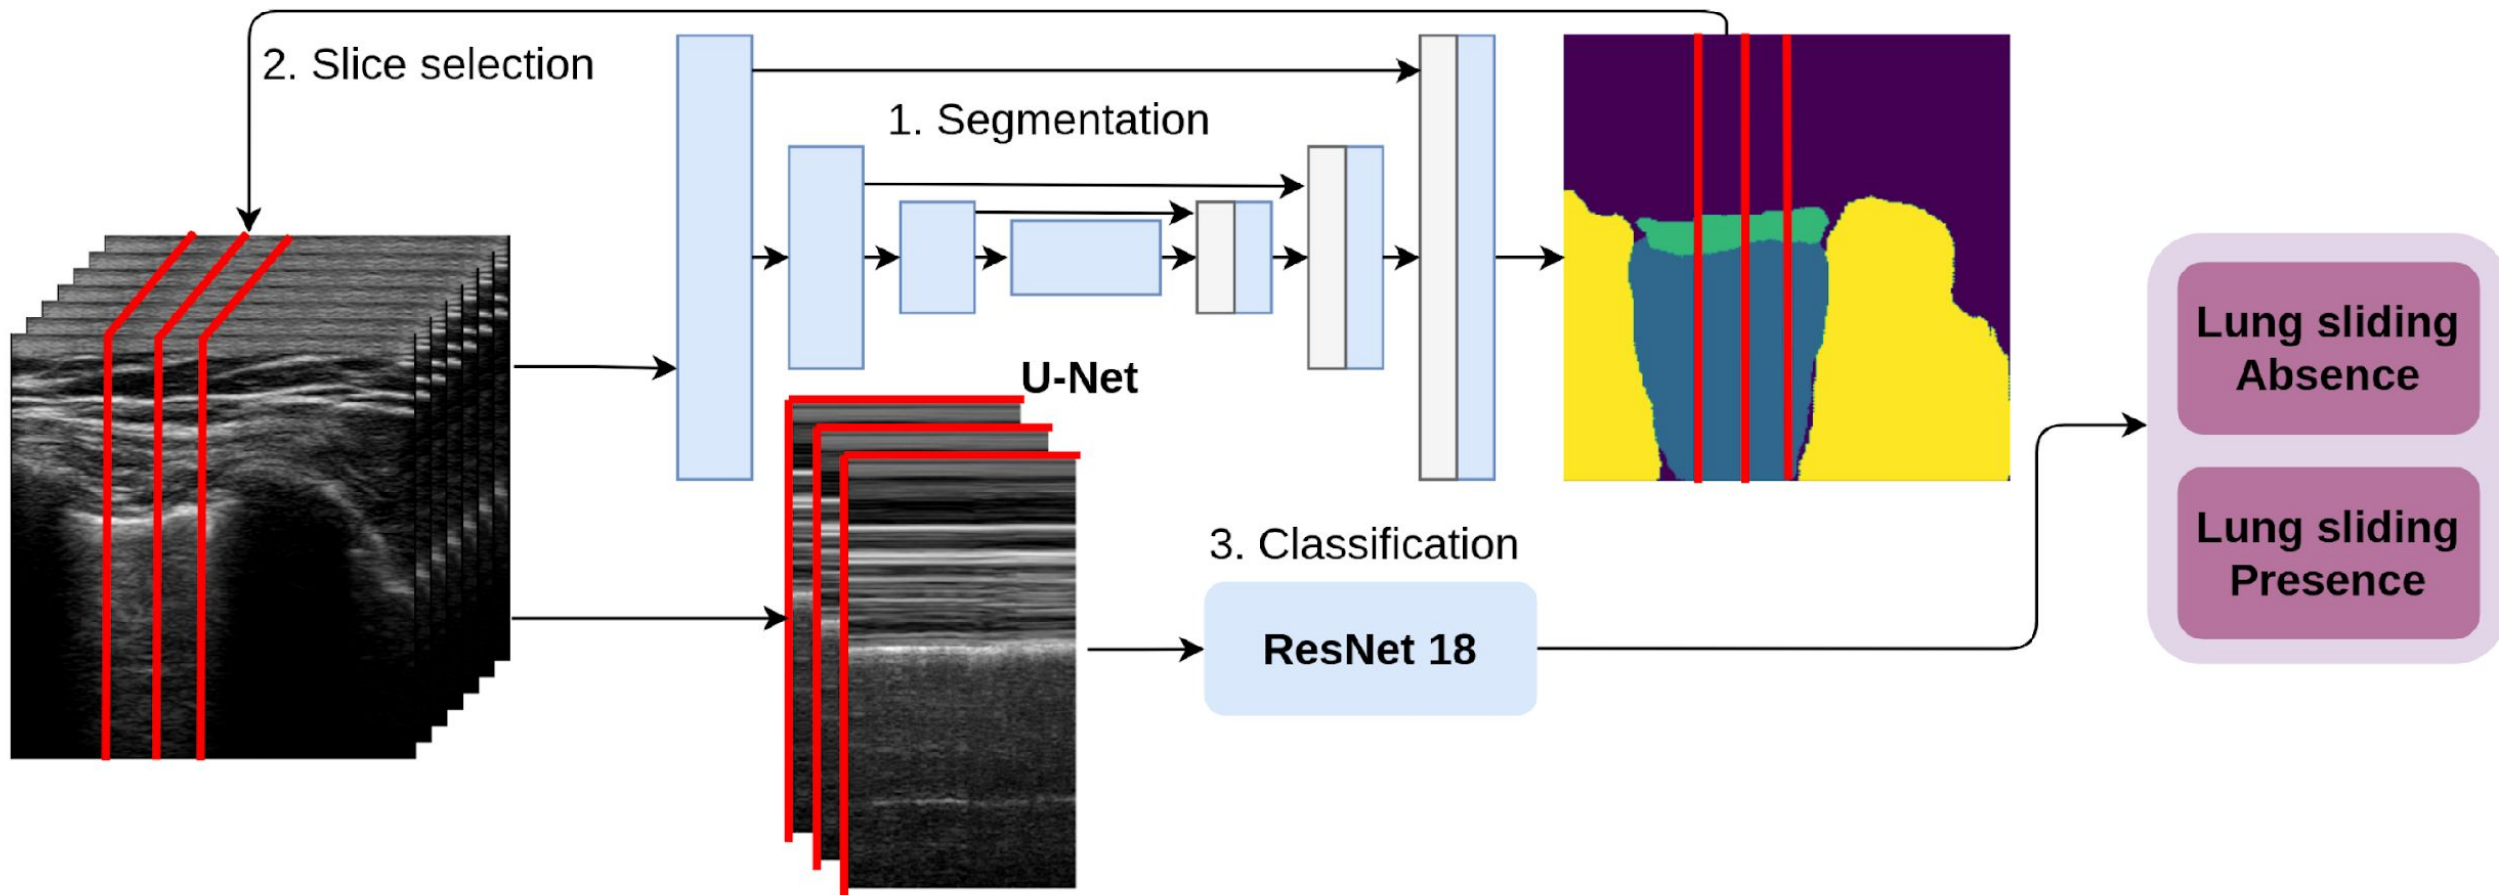 2. Slice selection
1. Segmentation
U-Net
3. Classification
ResNet 18
Lung sliding
Absence
Lung sliding
Presence